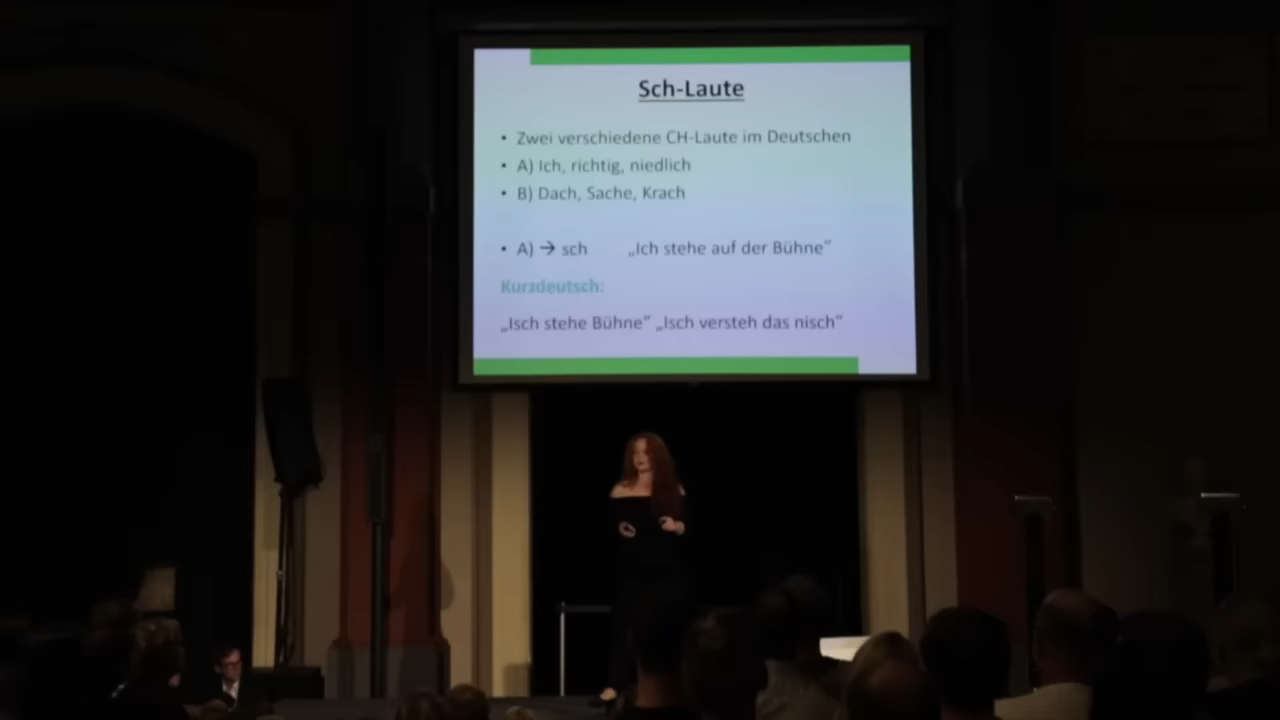 Sch-Laute
• Zwei verschiedene CH-Laute im Deutschen
• A) Ich, richtig, niedlich
• B) Dach, Sache, Krach
• A) → sch „Ich stehe auf der Bühne“
Kurzdeutsch:
„Isch stehe Bühne“ „Isch versteh das nisch“